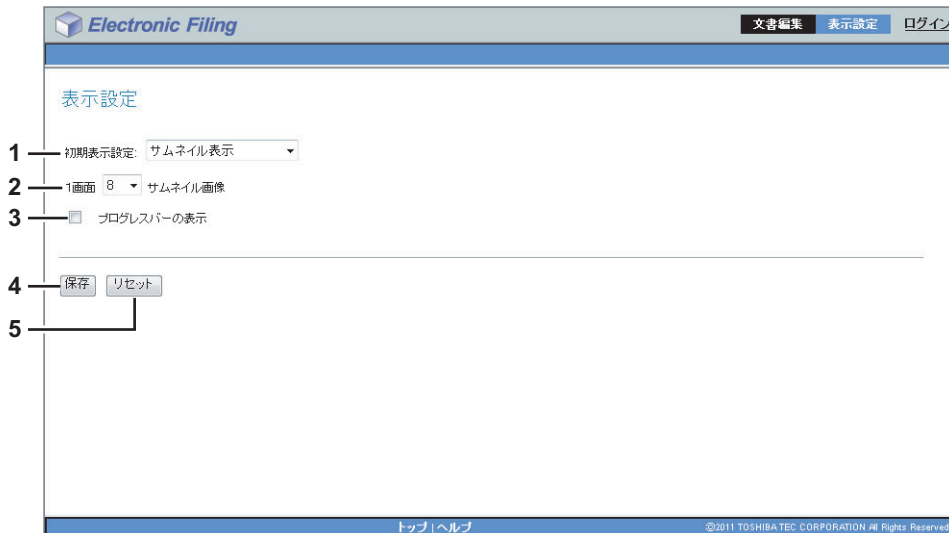 Electronic Filing
文書編集 表示設定 ログイン
表示設定
1 初期表示設定: サムネイル表示
2 1画面 8 サムネイル画像
3 プログレスバーの表示
4 保存 リセット
5
トップ | ヘルプ ©2011 TOSHIBA TEC CORPORATION All Rights Reserved